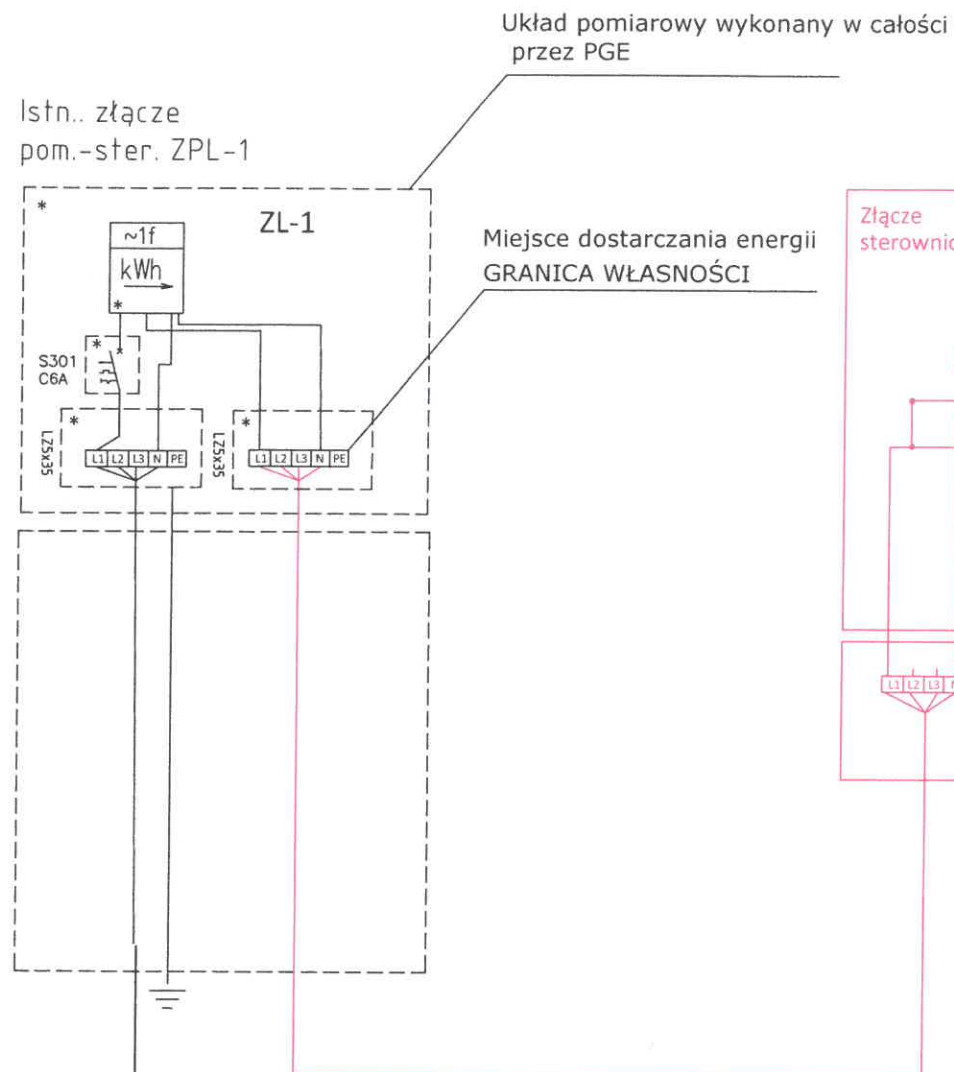 Układ pomiarowy wykonany w całości
przez PGE
Istn.. złącze
pom.-ster. ZPL-1
*
ZL-1
~1f
kWh
*
Miejsce dostarczania energii
GRANICA WŁASNOŚCI
Złącze
S301
C6A
*
*
LZ5x35
L1 L2 L3 N PE
*
LZ5x35
L1 L2 L3 N PE
L1 L2 L3